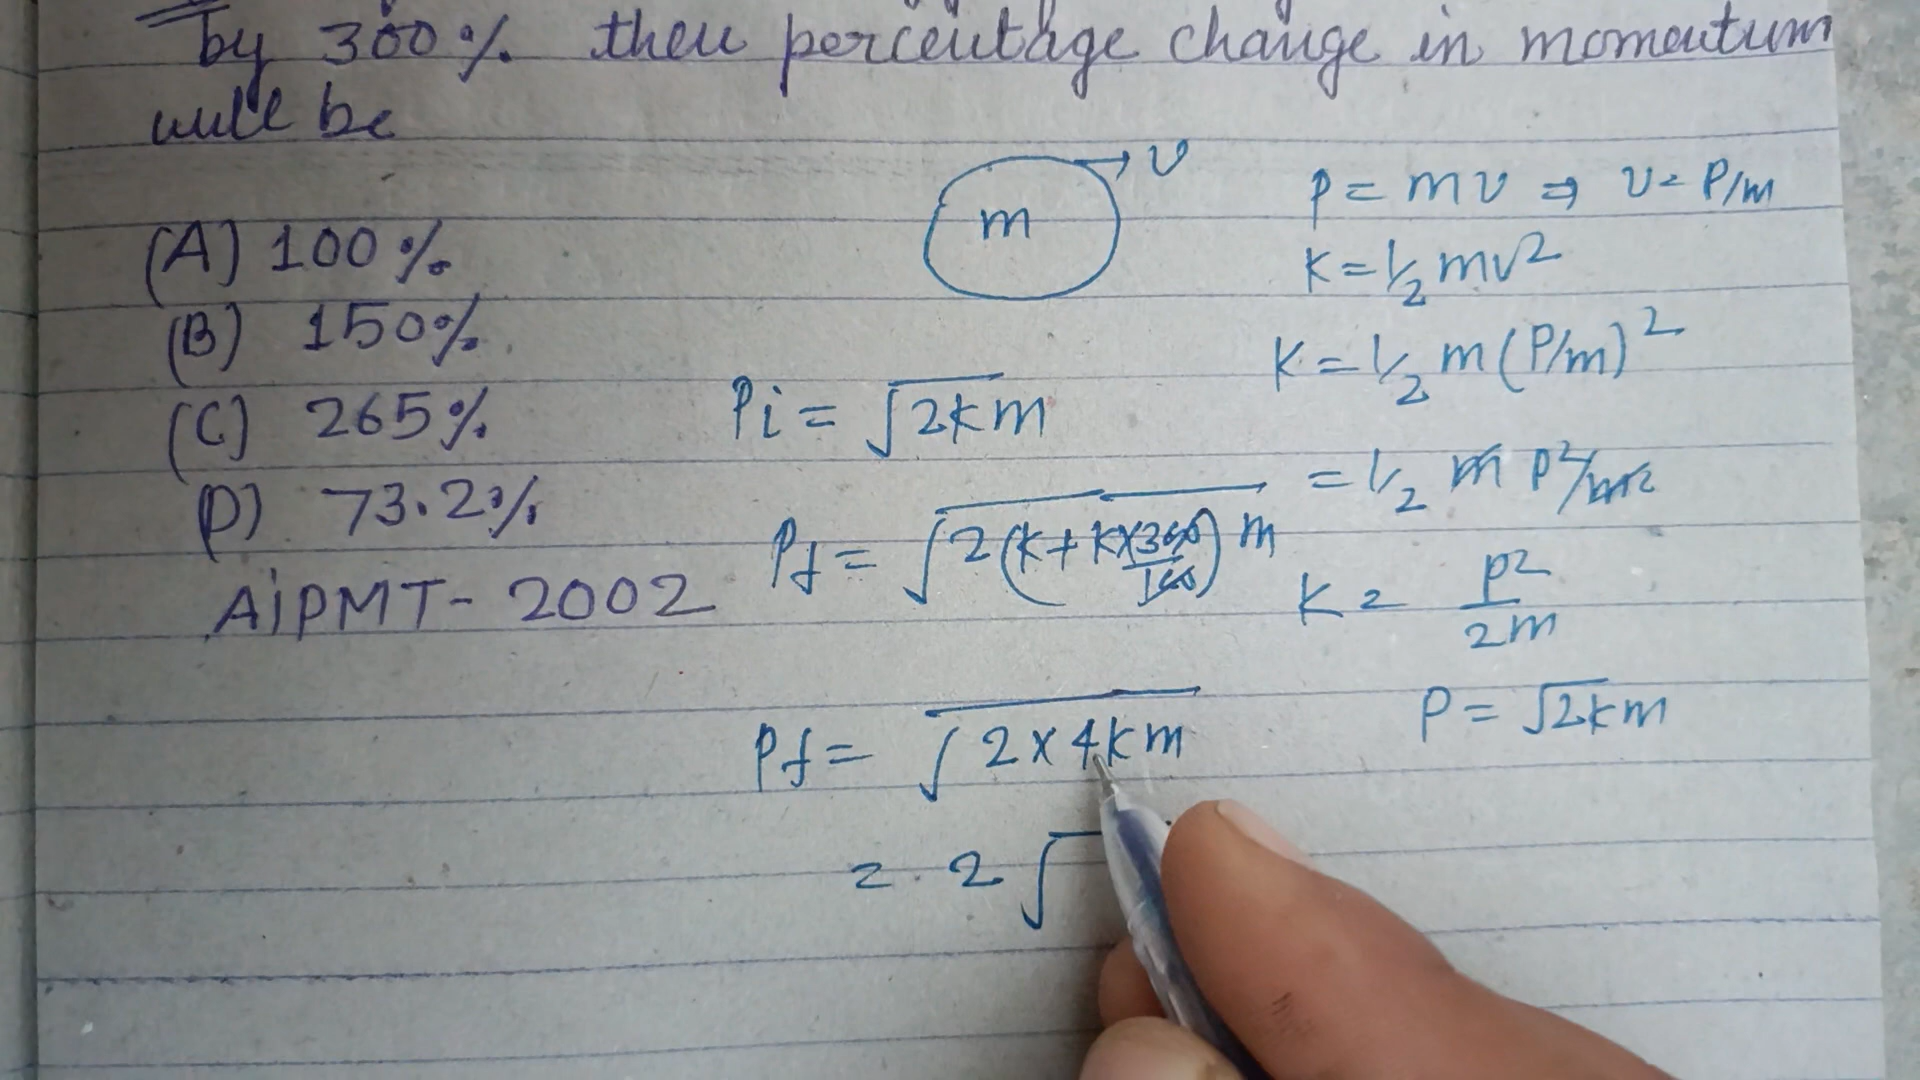 by 300% then percentage change in momentum
will be
(A) 100%
(B) 150%
(C) 265%
(D) 73.2%
AiPMT- 2002
m
v
Pi = √2km
Pf = √2(k + k×300/100) m
Pf = √2 × 4km
= 2√
P = mv ⇒ v = P/m
K = 1/2 mv²
K = 1/2 m (P/m)²
= 1/2 m P²/m²
K = P²/2m
P = √2km